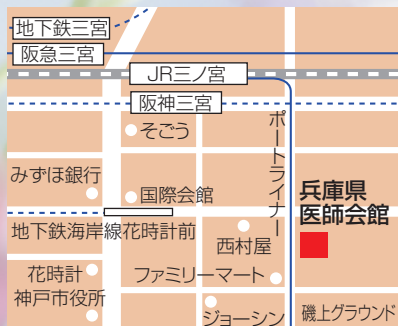 地下鉄三宮
阪急三宮
JR三ノ宮
阪神三宮
そごう
ポートライナー
みずほ銀行
国際会館
兵庫県
医師会館
地下鉄海岸線花時計前
西村屋
花時計
ファミリーマート
神戸市役所
ジョーシン
磯上グラウンド